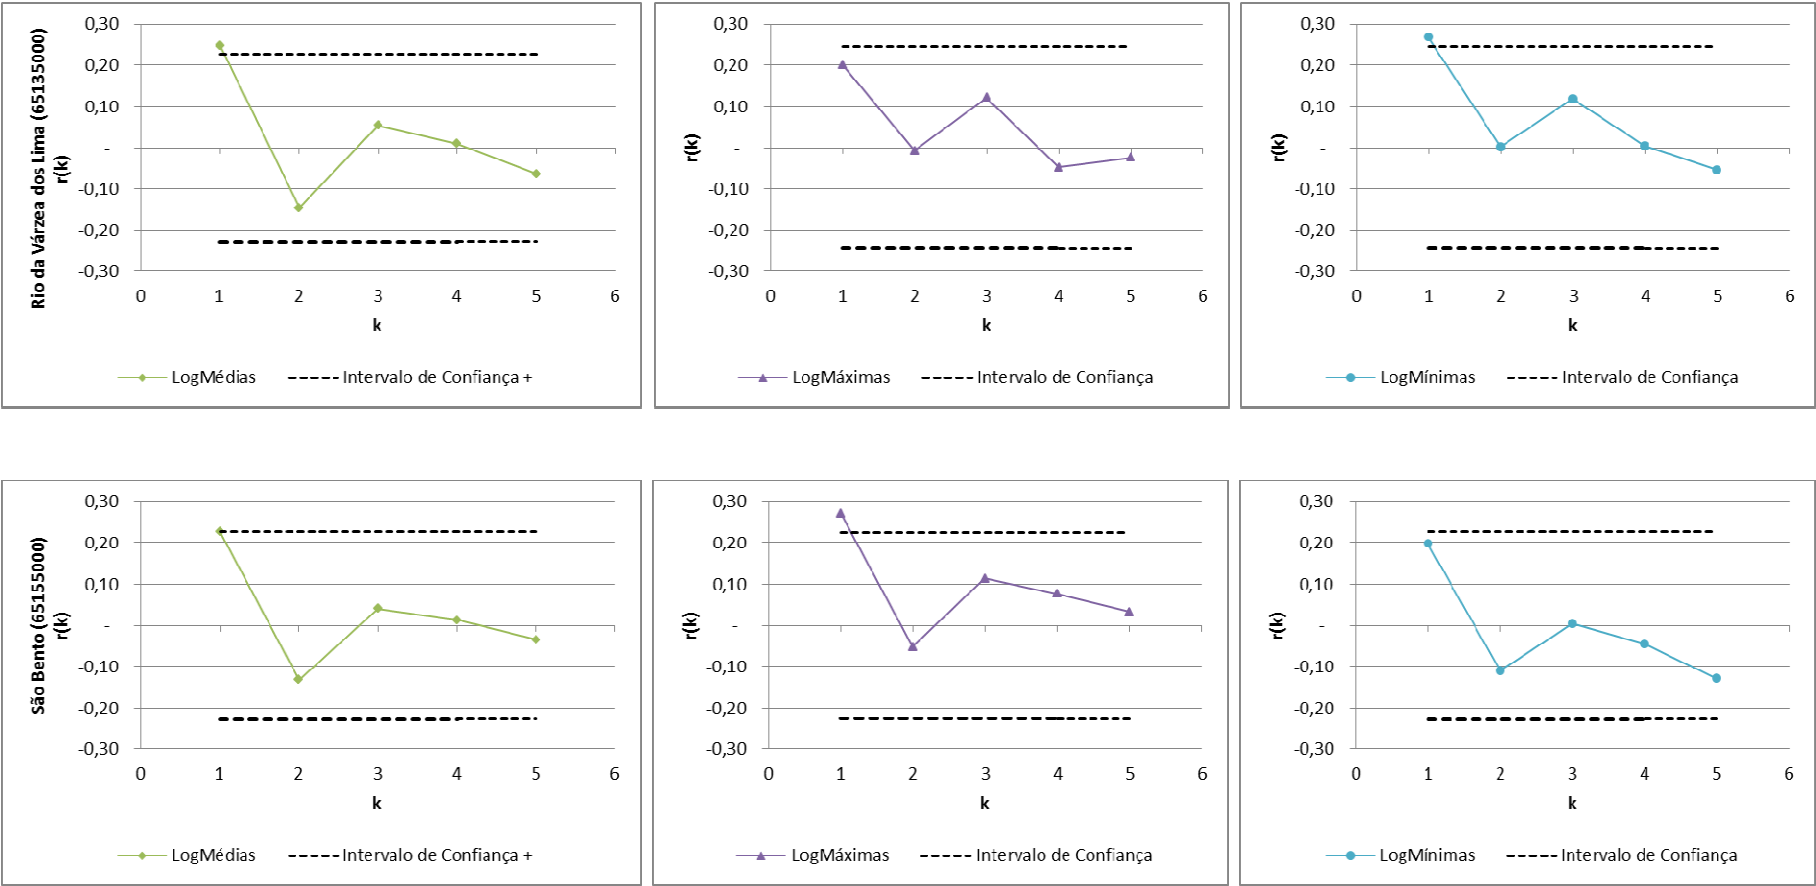 Rio da Várzea dos Lima (65135000)
r(k)
0,30
0,20
0,10
-
-0,10
-0,20
-0,30
0 1 2 3 4 5 6
k
LogMédias Intervalo de Confiança +
r(k)
0,30
0,20
0,10
-
-0,10
-0,20
-0,30
0 1 2 3 4 5 6
k
LogMáximas Intervalo de Confiança
r(k)
0,30
0,20
0,10
-
-0,10
-0,20
-0,30
0 1 2 3 4 5 6
k
LogMínimas Intervalo de Confiança
São Bento (65155000)
r(k)
0,30
0,20
0,10
-
-0,10
-0,20
-0,30
0 1 2 3 4 5 6
k
LogMédias Intervalo de Confiança +
r(k)
0,30
0,20
0,10
-
-0,10
-0,20
-0,30
0 1 2 3 4 5 6
k
LogMáximas Intervalo de Confiança
r(k)
0,30
0,20
0,10
-
-0,10
-0,20
-0,30
0 1 2 3 4 5 6
k
LogMínimas Intervalo de Confiança